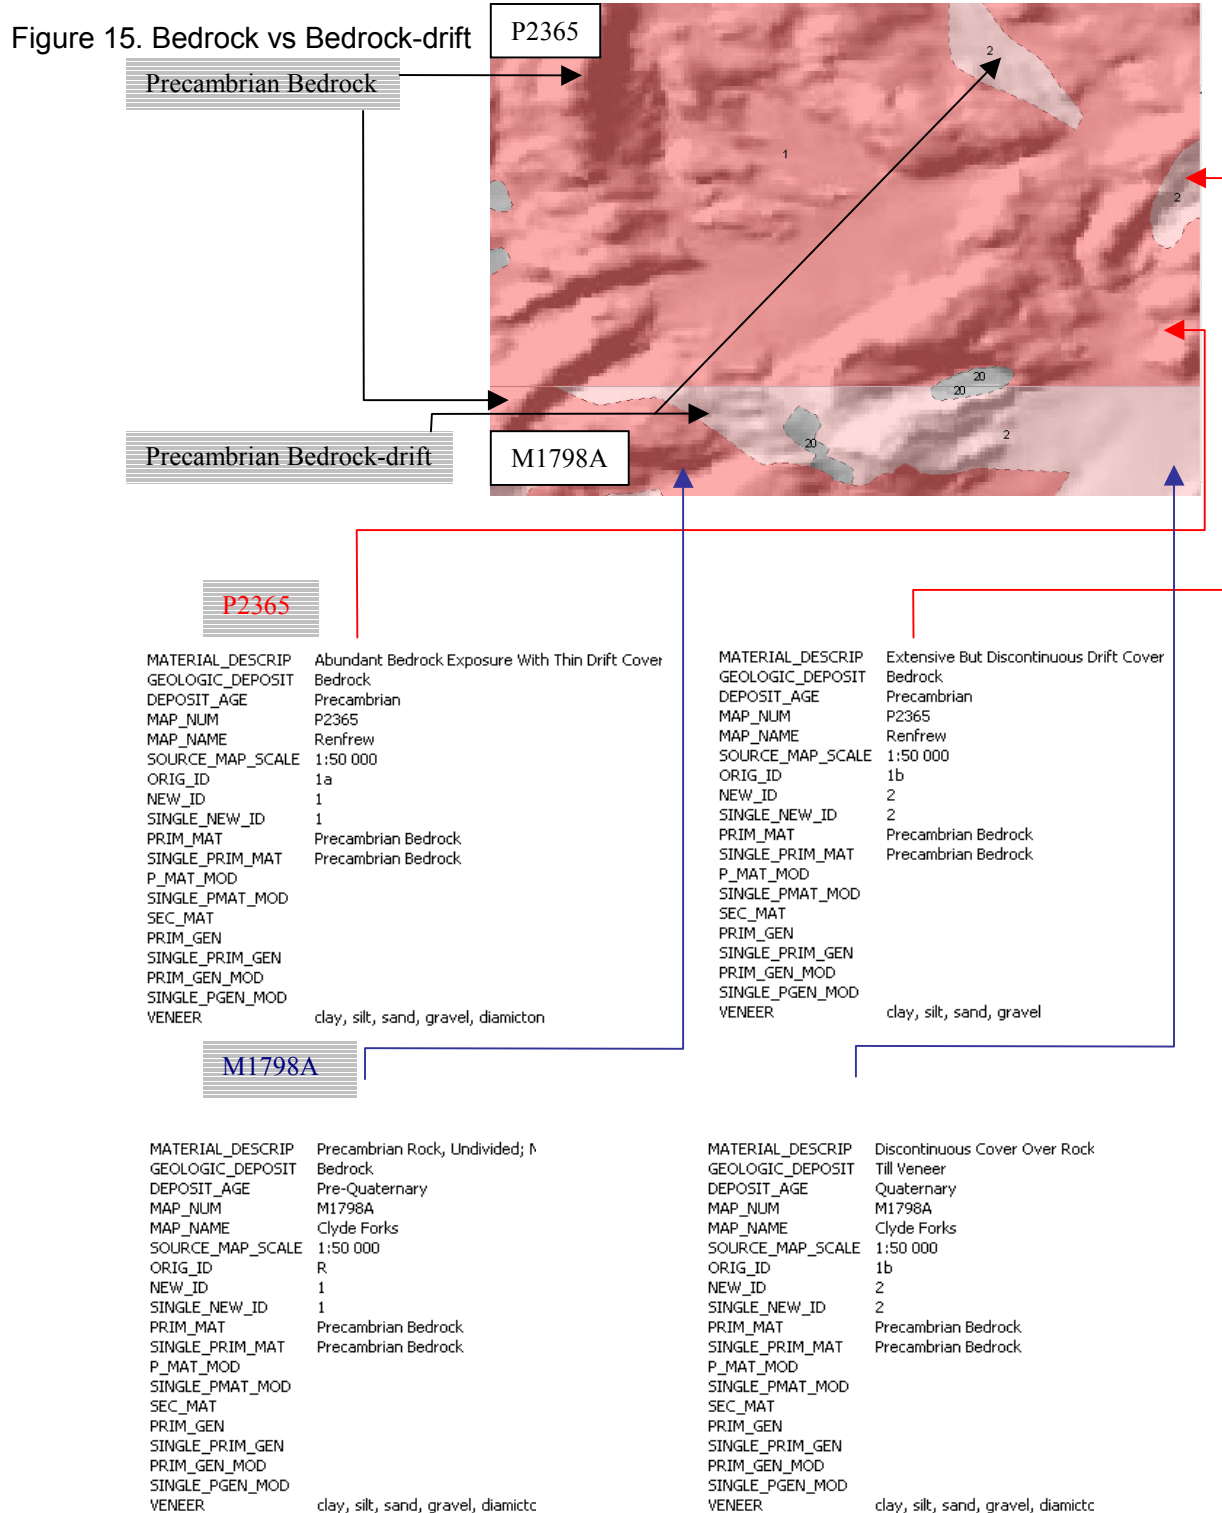 Figure 15. Bedrock vs Bedrock-drift
P2365
Precambrian Bedrock
2
1
2
20
20
20
2
Precambrian Bedrock-drift
M1798A
P2365
MATERIAL_DESCRIP Abundant Bedrock Exposure With Thin Drift Cover
GEOLOGIC_DEPOSIT Bedrock
DEPOSIT_AGE Precambrian
MAP_NUM P2365
MAP_NAME Renfrew
SOURCE_MAP_SCALE 1:50 000
ORIG_ID 1a
NEW_ID 1
SINGLE_NEW_ID 1
PRIM_MAT Precambrian Bedrock
SINGLE_PRIM_MAT Precambrian Bedrock
P_MAT_MOD
SINGLE_PMAT_MOD
SEC_MAT
PRIM_GEN
SINGLE_PRIM_GEN
PRIM_GEN_MOD
SINGLE_PGEN_MOD
VENEER clay, silt, sand, gravel, diamicton
MATERIAL_DESCRIP Extensive But Discontinuous Drift Cover
GEOLOGIC_DEPOSIT Bedrock
DEPOSIT_AGE Precambrian
MAP_NUM P2365
MAP_NAME Renfrew
SOURCE_MAP_SCALE 1:50 000
ORIG_ID 1b
NEW_ID 2
SINGLE_NEW_ID 2
PRIM_MAT Precambrian Bedrock
SINGLE_PRIM_MAT Precambrian Bedrock
P_MAT_MOD
SINGLE_PMAT_MOD
SEC_MAT
PRIM_GEN
SINGLE_PRIM_GEN
PRIM_GEN_MOD
SINGLE_PGEN_MOD
VENEER clay, silt, sand, gravel
M1798A
MATERIAL_DESCRIP Precambrian Rock, Undivided;
GEOLOGIC_DEPOSIT Bedrock
DEPOSIT_AGE Pre-Quaternary
MAP_NUM M1798A
MAP_NAME Clyde Forks
SOURCE_MAP_SCALE 1:50 000
ORIG_ID R
NEW_ID 1
SINGLE_NEW_ID 1
PRIM_MAT Precambrian Bedrock
SINGLE_PRIM_MAT Precambrian Bedrock
P_MAT_MOD
SINGLE_PMAT_MOD
SEC_MAT
PRIM_GEN
SINGLE_PRIM_GEN
PRIM_GEN_MOD
SINGLE_PGEN_MOD
VENEER clay, silt, sand, gravel, diamictc
MATERIAL_DESCRIP Discontinuous Cover Over Rock
GEOLOGIC_DEPOSIT Till Veneer
DEPOSIT_AGE Quaternary
MAP_NUM M1798A
MAP_NAME Clyde Forks
SOURCE_MAP_SCALE 1:50 000
ORIG_ID 1b
NEW_ID 2
SINGLE_NEW_ID 2
PRIM_MAT Precambrian Bedrock
SINGLE_PRIM_MAT Precambrian Bedrock
P_MAT_MOD
SINGLE_PMAT_MOD
SEC_MAT
PRIM_GEN
SINGLE_PRIM_GEN
PRIM_GEN_MOD
SINGLE_PGEN_MOD
VENEER clay, silt, sand, gravel, diamictc